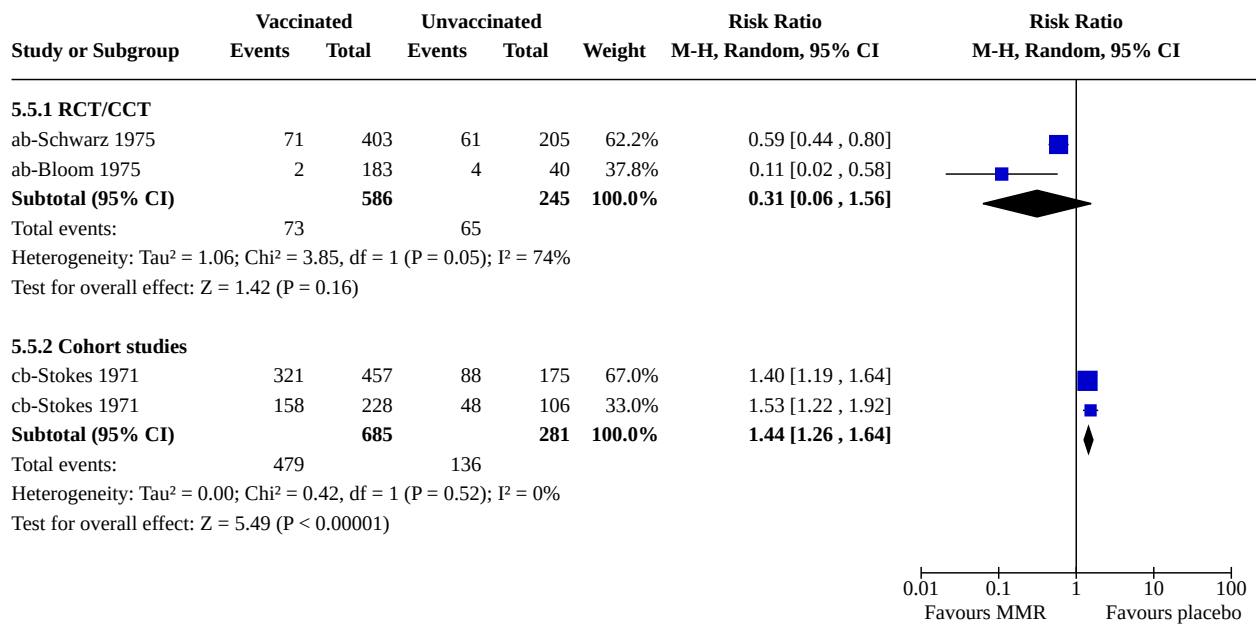 Vaccinated Unvaccinated Risk Ratio Risk Ratio
Study or Subgroup Events Total Events Total Weight M-H, Random, 95% CI M-H, Random, 95% CI
5.5.1 RCT/CCT
ab-Schwarz 1975 71 403 61 205 62.2% 0.59 [0.44 , 0.80]
ab-Bloom 1975 2 183 4 40 37.8% 0.11 [0.02 , 0.58]
Subtotal (95% CI) 586 245 100.0% 0.31 [0.06 , 1.56]
Total events: 73 65
Heterogeneity: Tau² = 1.06; Chi² = 3.85, df = 1 (P = 0.05); I² = 74%
Test for overall effect: Z = 1.42 (P = 0.16)
5.5.2 Cohort studies
cb-Stokes 1971 321 457 88 175 67.0% 1.40 [1.19 , 1.64]
cb-Stokes 1971 158 228 48 106 33.0% 1.53 [1.22 , 1.92]
Subtotal (95% CI) 685 281 100.0% 1.44 [1.26 , 1.64]
Total events: 479 136
Heterogeneity: Tau² = 0.00; Chi² = 0.42, df = 1 (P = 0.52); I² = 0%
Test for overall effect: Z = 5.49 (P < 0.00001)
0.01 0.1 1 10 100
Favours MMR Favours placebo